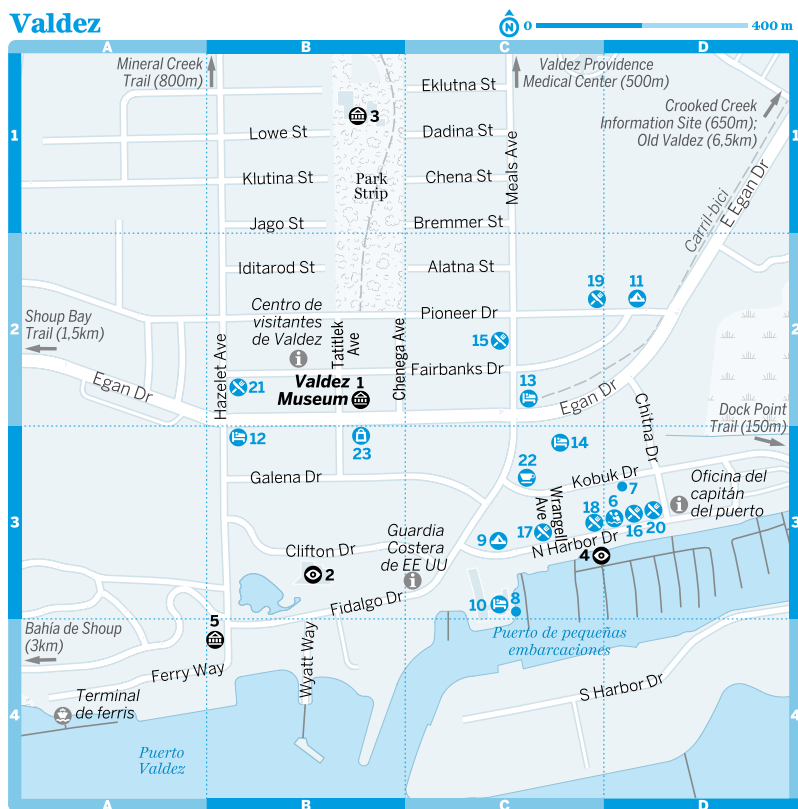 Valdez
N
0
400 m
A
B
C
D
Mineral Creek
Trail (800m)
Valdez Providence
Medical Center (500m)
Eklutna St
Crooked Creek
Information Site (650m);
Old Valdez (6,5km)
3
Lowe St
Dadina St
1
1
Meals Ave
Klutina St
Park
Strip
Chena St
E Egan Dr
Carril-bici
Jago St
Bremmer St
Iditarod St
Alatna St
19
11
Centro de
visitantes
de Valdez
Pioneer Dr
Shoup Bay
Trail (1,5km)
2
2
Tatitlek
Ave
Chenega Ave
15
Hazelet Ave
Fairbanks Dr
Egan Dr
21
Valdez
Museum
1
13
Egan Dr
Chitna Dr
Dock Point
Trail (150m)
12
23
14
Galena Dr
22
Kobuk Dr
7
Oficina del
capitán
del puerto
Wrangell
Ave
18
6
16
20
3
3
Guardia
Costera
de EE UU
9
17
N Harbor Dr
4
Clifton Dr
2
Fidalgo Dr
10
8
5
Bahía de Shoup
(3km)
Puerto de pequeñas
embarcaciones
Ferry Way
Wyatt Way
S Harbor Dr
Terminal
de ferris
4
4
Puerto
Valdez
A
B
C
D